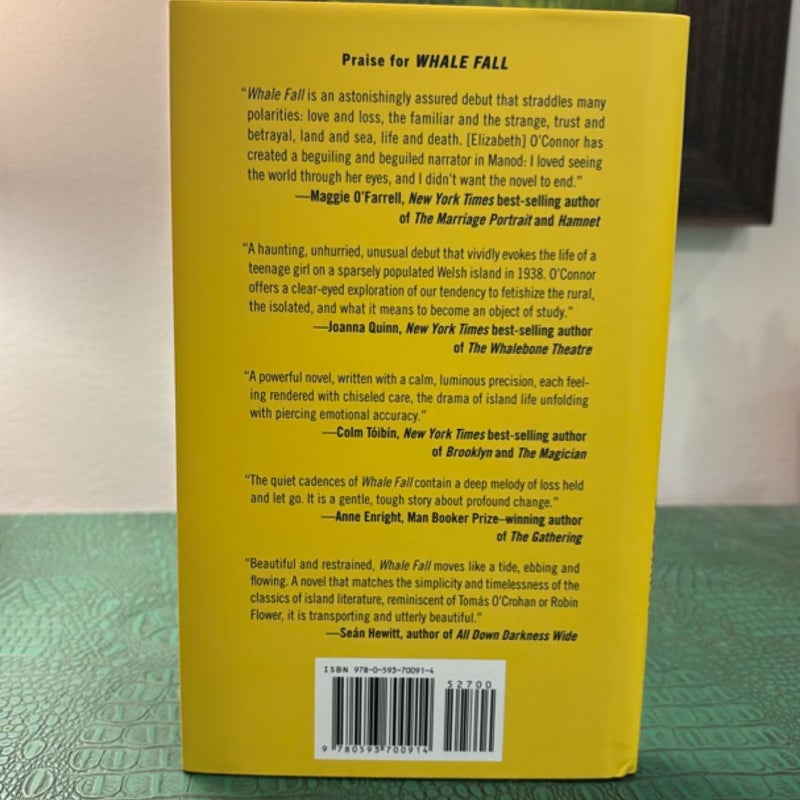 Praise for WHALE FALL
“Whale Fall is an astonishingly assured debut that straddles many
polarities: love and loss, the familiar and the strange, trust and
betrayal, land and sea, life and death. [Elizabeth] O’Connor has
created a beguiling and beguiled narrator in Manod: I loved seeing
the world through her eyes, and I didn’t want the novel to end.”
—Maggie O’Farrell, New York Times best-selling author
of The Marriage Portrait and Hamnet
“A haunting, unhurried, unusual debut that vividly evokes the life of a
teenage girl on a sparsely populated Welsh island in 1938. O’Connor
offers a clear-eyed exploration of our tendency to fetishize the rural,
the isolated, and what it means to become an object of study.”
—Joanna Quinn, New York Times best-selling author
of The Whalebone Theatre
“A powerful novel, written with a calm, luminous precision, each feel-
ing rendered with chiseled care, the drama of island life unfolding
with piercing emotional accuracy.”
—Colm Tóibín, New York Times best-selling author
of Brooklyn and The Magician
“The quiet cadences of Whale Fall contain a deep melody of loss held
and let go. It is a gentle, tough story about profound change.”
—Anne Enright, Man Booker Prize–winning author
of The Gathering
“Beautiful and restrained, Whale Fall moves like a tide, ebbing and
flowing. A novel that matches the simplicity and timelessness of the
classics of island literature, reminiscent of Tomás O’Crohan or Robin
Flower, it is transporting and utterly beautiful.”
—Seán Hewitt, author of All Down Darkness Wide
ISBN 978-0-593-70091-4
52700
9 780593 700914